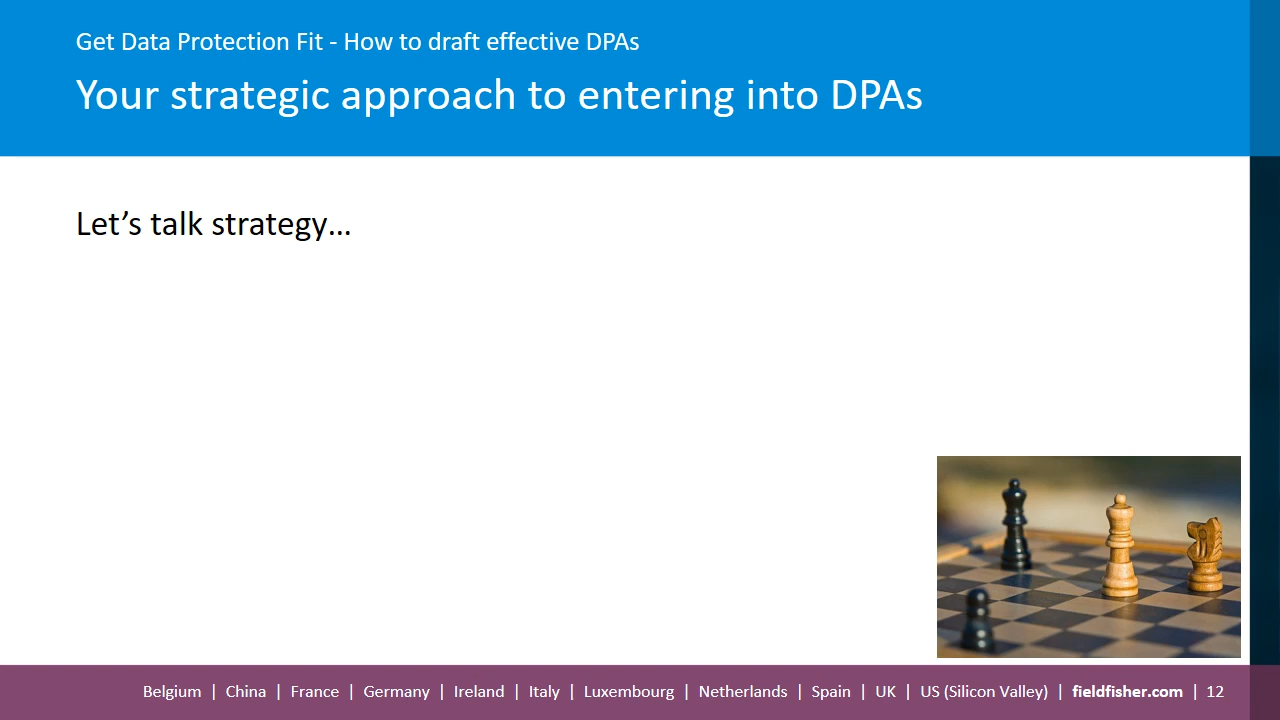 Get Data Protection Fit - How to draft effective DPAs
Your strategic approach to entering into DPAs
Let’s talk strategy…
Belgium | China | France | Germany | Ireland | Italy | Luxembourg | Netherlands | Spain | UK | US (Silicon Valley) | fieldfisher.com | 12